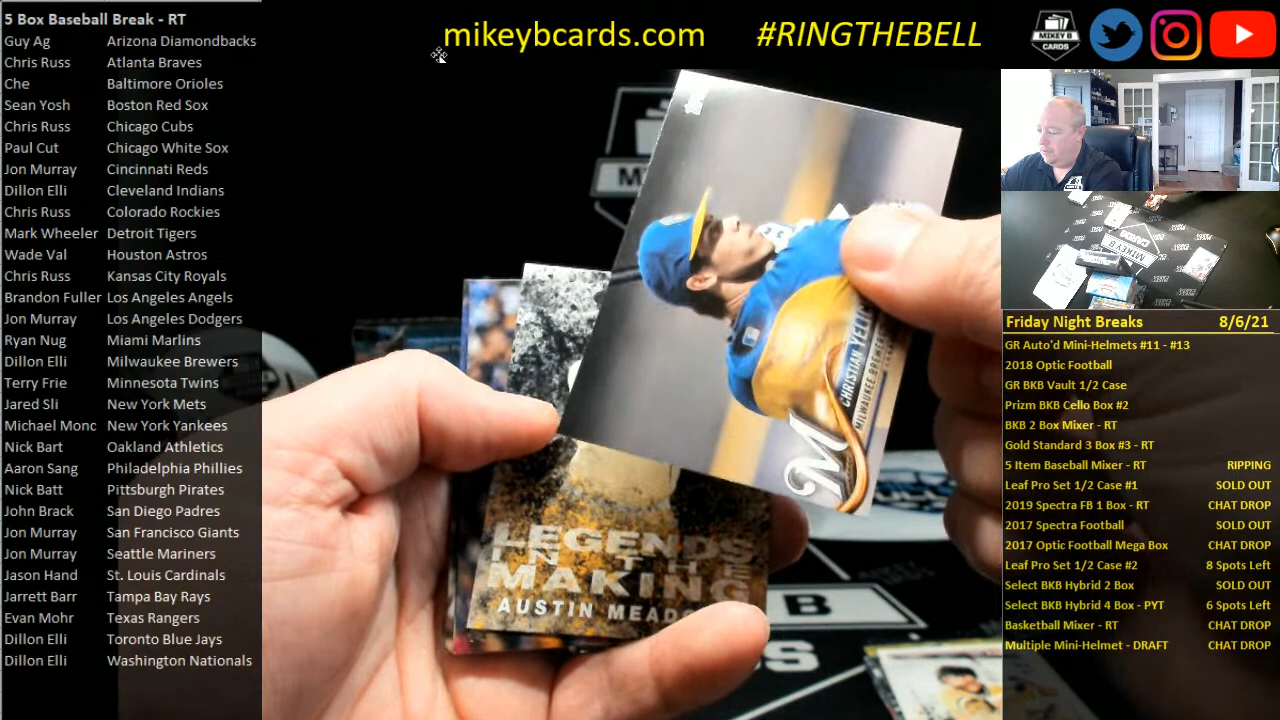 5 Box Baseball Break - RT
Guy Ag Arizona Diamondbacks
Chris Russ Atlanta Braves
Che Baltimore Orioles
Sean Yosh Boston Red Sox
Chris Russ Chicago Cubs
Paul Cut Chicago White Sox
Jon Murray Cincinnati Reds
Dillon Elli Cleveland Indians
Chris Russ Colorado Rockies
Mark Wheeler Detroit Tigers
Wade Val Houston Astros
Chris Russ Kansas City Royals
Brandon Fuller Los Angeles Angels
Jon Murray Los Angeles Dodgers
Ryan Nug Miami Marlins
Dillon Elli Milwaukee Brewers
Terry Frie Minnesota Twins
Jared Sli New York Mets
Michael Monc New York Yankees
Nick Bart Oakland Athletics
Aaron Sang Philadelphia Phillies
Nick Batt Pittsburgh Pirates
John Brack San Diego Padres
Jon Murray San Francisco Giants
Jon Murray Seattle Mariners
Jason Hand St. Louis Cardinals
Jarrett Barr Tampa Bay Rays
Evan Mohr Texas Rangers
Dillon Elli Toronto Blue Jays
Dillon Elli Washington Nationals
mikeybcards.com #RINGTHEBELL
MIKEY B
CARDS
M
CHRISTIAN YELI
MILWAUKEE BREWERS
LEGENDS
IN THE
MAKING
AUSTIN MEADO
B
DS
MIKEY B
CARDS
Friday Night Breaks 8/6/21
GR Auto'd Mini-Helmets #11 - #13
2018 Optic Football
GR BKB Vault 1/2 Case
Prizm BKB Cello Box #2
BKB 2 Box Mixer - RT
Gold Standard 3 Box #3 - RT
5 Item Baseball Mixer - RT RIPPING
Leaf Pro Set 1/2 Case #1 SOLD OUT
2019 Spectra FB 1 Box - RT CHAT DROP
2017 Spectra Football SOLD OUT
2017 Optic Football Mega Box CHAT DROP
Leaf Pro Set 1/2 Case #2 8 Spots Left
Select BKB Hybrid 2 Box SOLD OUT
Select BKB Hybrid 4 Box - PYT 6 Spots Left
Basketball Mixer - RT CHAT DROP
Multiple Mini-Helmet - DRAFT CHAT DROP